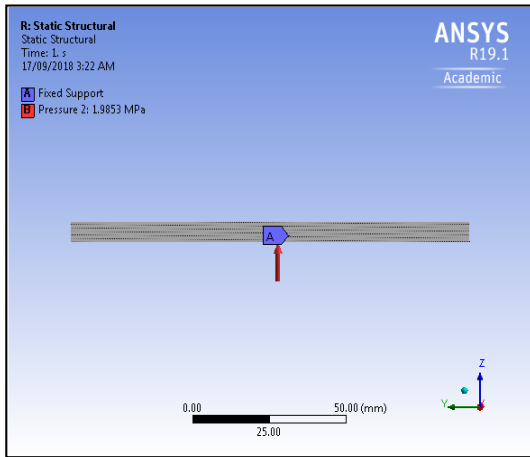 R: Static Structural
Static Structural
Time: 1. s
17/09/2018 3:22 AM
A Fixed Support
B Pressure 2: 1.9853 MPa
ANSYS
R19.1
Academic
A
Z
Y
0.00 50.00 (mm)
25.00